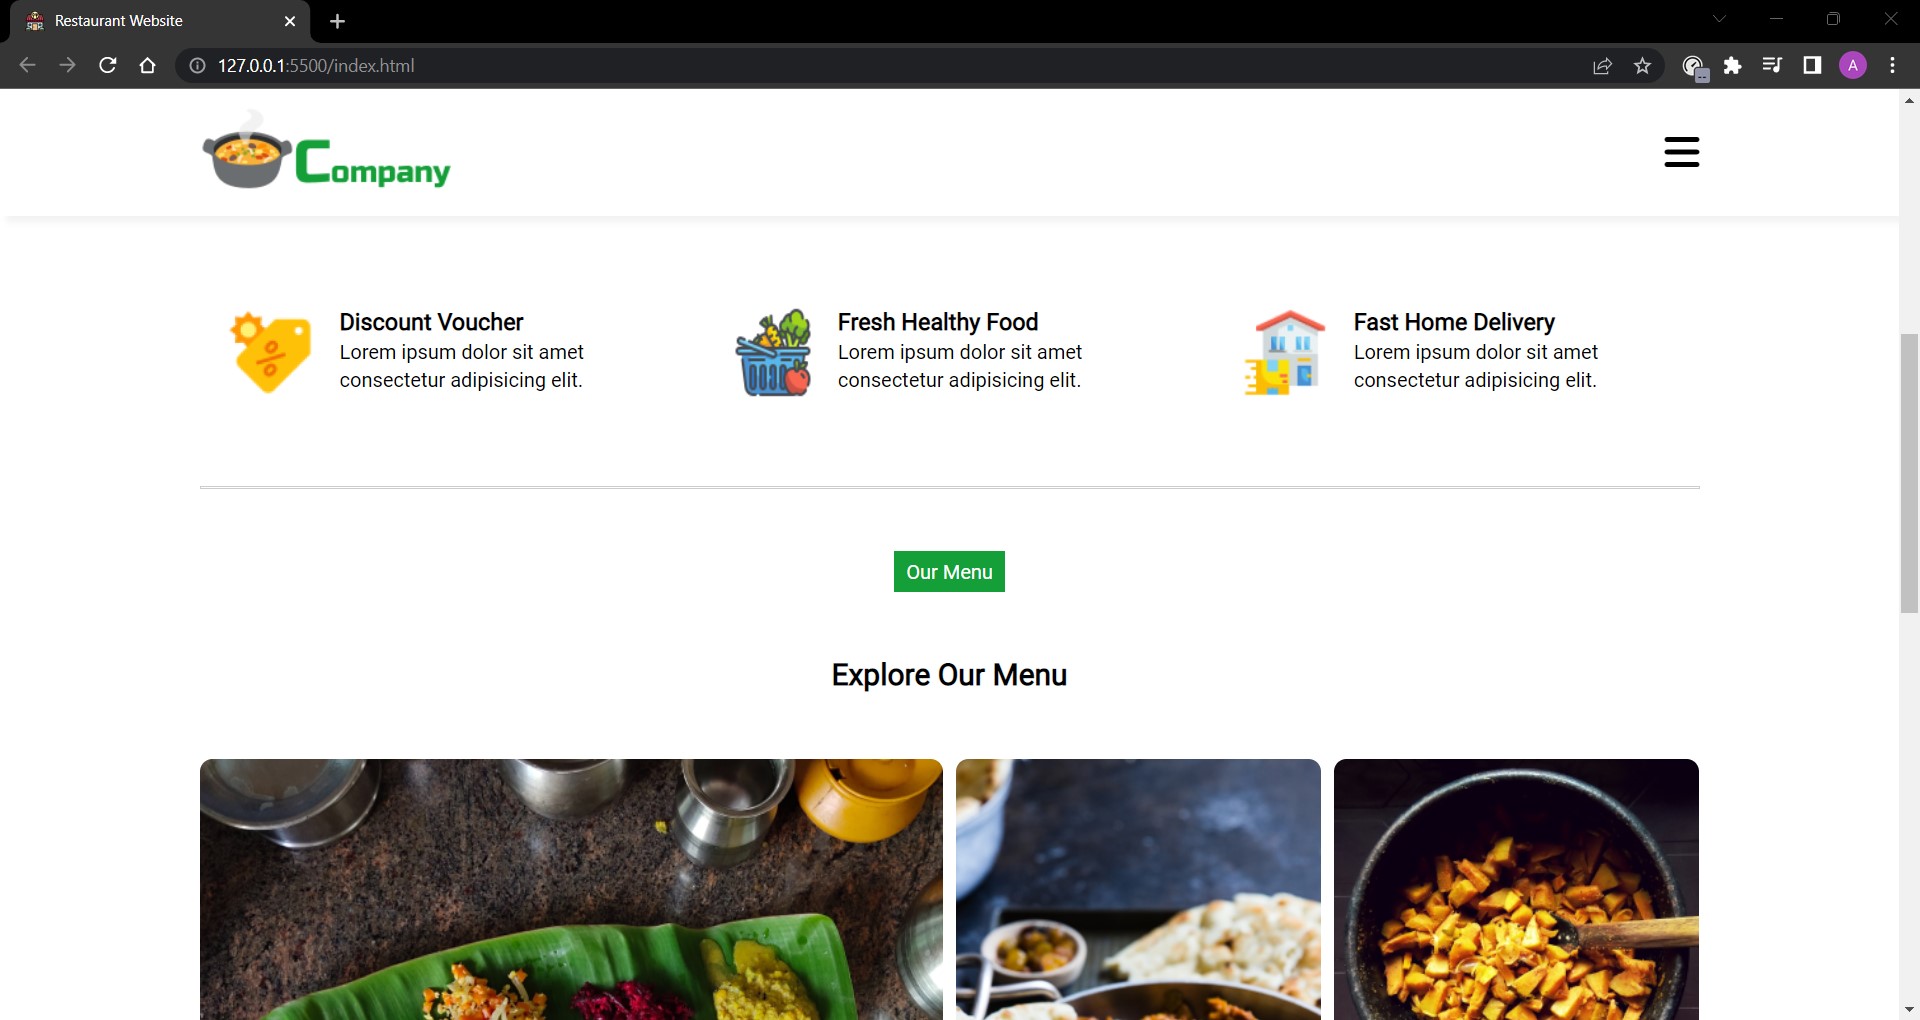 Restaurant Website
127.0.0.1:5500/index.html
A
Company
Discount Voucher
Lorem ipsum dolor sit amet
consectetur adipisicing elit.
Fresh Healthy Food
Lorem ipsum dolor sit amet
consectetur adipisicing elit.
Fast Home Delivery
Lorem ipsum dolor sit amet
consectetur adipisicing elit.
Our Menu
Explore Our Menu